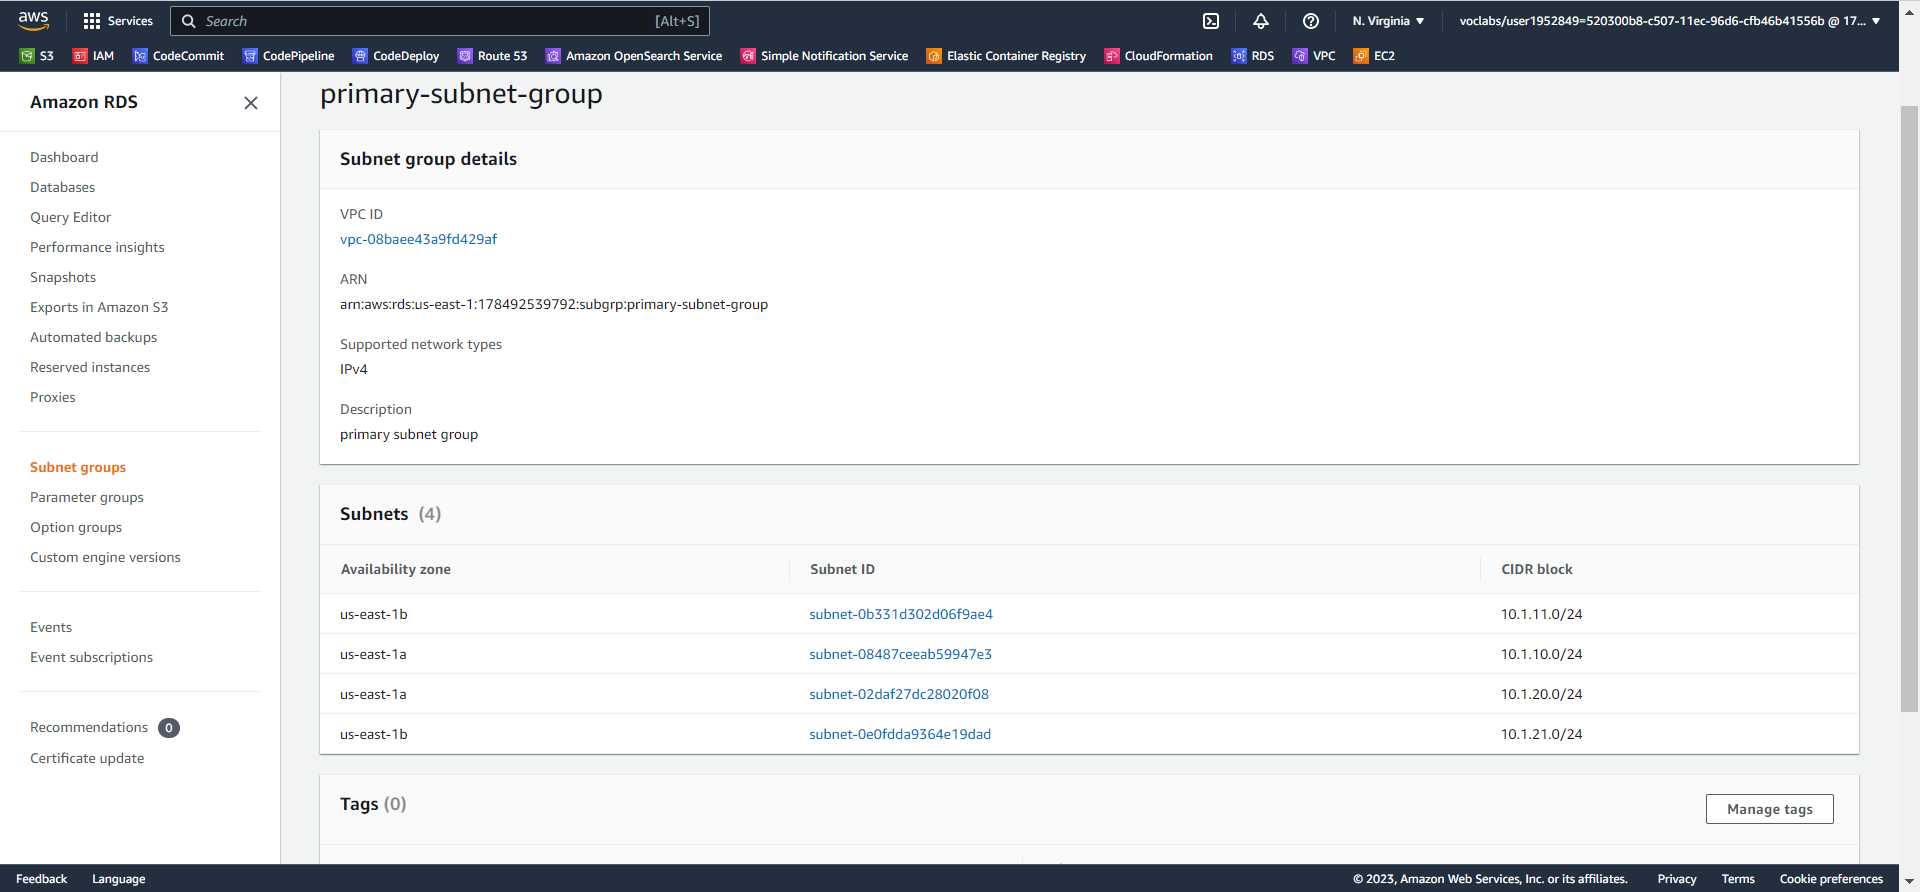 aws Services Search [Alt+S] N. Virginia voclabs/user1952849=520300b8-c507-11ec-96d6-cfb46b41556b @ 17...
S3 IAM CodeCommit CodePipeline CodeDeploy Route 53 Amazon OpenSearch Service Simple Notification Service Elastic Container Registry CloudFormation RDS VPC EC2
Amazon RDS
Dashboard
Databases
Query Editor
Performance insights
Snapshots
Exports in Amazon S3
Automated backups
Reserved instances
Proxies
Subnet groups
Parameter groups
Option groups
Custom engine versions
Events
Event subscriptions
Recommendations 0
Certificate update
primary-subnet-group
Subnet group details
VPC ID
vpc-08baee43a9fd429af
ARN
arn:aws:rds:us-east-1:178492539792:subgrp:primary-subnet-group
Supported network types
IPv4
Description
primary subnet group
Subnets (4)
Availability zone Subnet ID CIDR block
us-east-1b subnet-0b331d302d06f9ae4 10.1.11.0/24
us-east-1a subnet-08487ceeab59947e3 10.1.10.0/24
us-east-1a subnet-02daf27dc28020f08 10.1.20.0/24
us-east-1b subnet-0e0fdda9364e19dad 10.1.21.0/24
Tags (0)
Manage tags
Feedback Language © 2023, Amazon Web Services, Inc. or its affiliates. Privacy Terms Cookie preferences